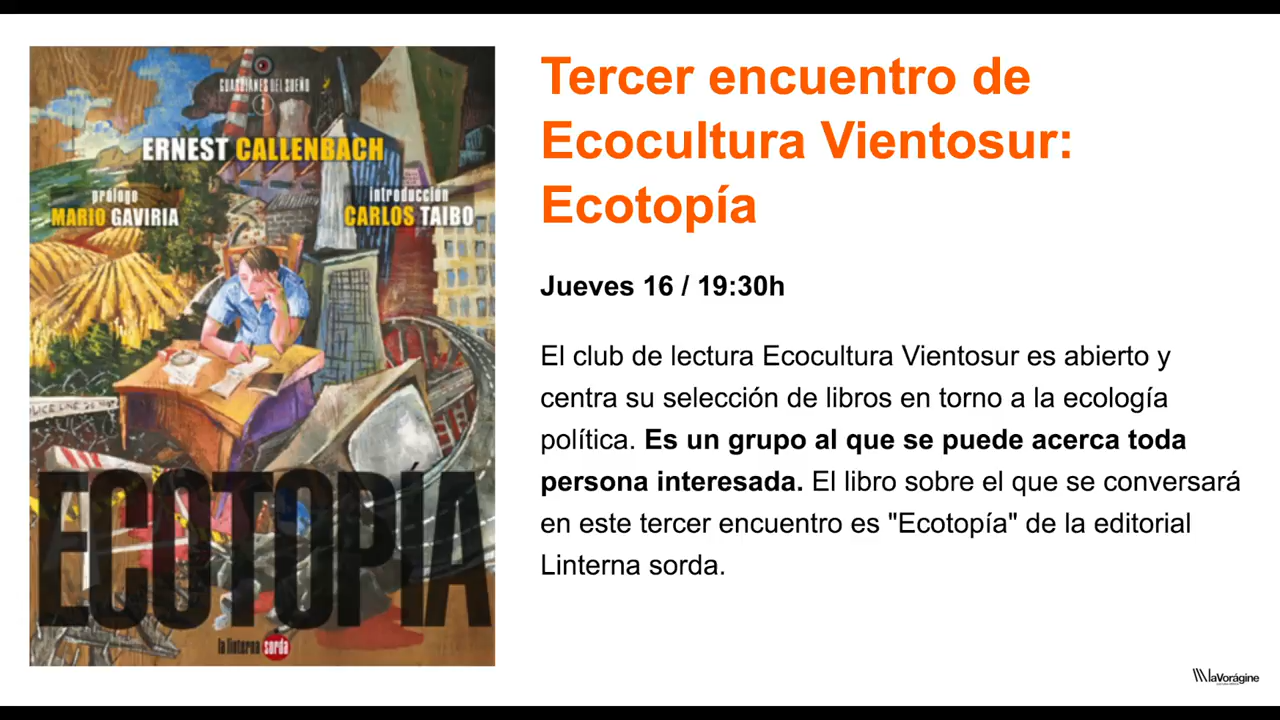 GUARDIANES DEL SUEÑO
2
ERNEST CALLENBACH
prólogo
MARIO GAVIRIA
introducción
CARLOS TAIBO
ECOTOPÍA
la linterna sorda
Tercer encuentro de
Ecocultura Vientosur:
Ecotopía
Jueves 16 / 19:30h
El club de lectura Ecocultura Vientosur es abierto y
centra su selección de libros en torno a la ecología
política. Es un grupo al que se puede acerca toda
persona interesada. El libro sobre el que se conversará
en este tercer encuentro es "Ecotopía" de la editorial
Linterna sorda.
laVorágine